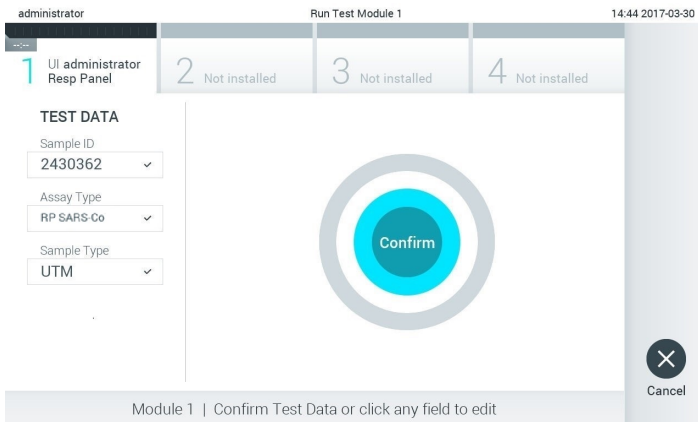 administrator
Run Test Module 1
14:44 2017-03-30
--:--
1 UI administrator
Resp Panel
2 Not installed
3 Not installed
4 Not installed
TEST DATA
Sample ID
2430362
Assay Type
RP SARS-Co
Sample Type
UTM
Confirm
Cancel
Module 1 | Confirm Test Data or click any field to edit